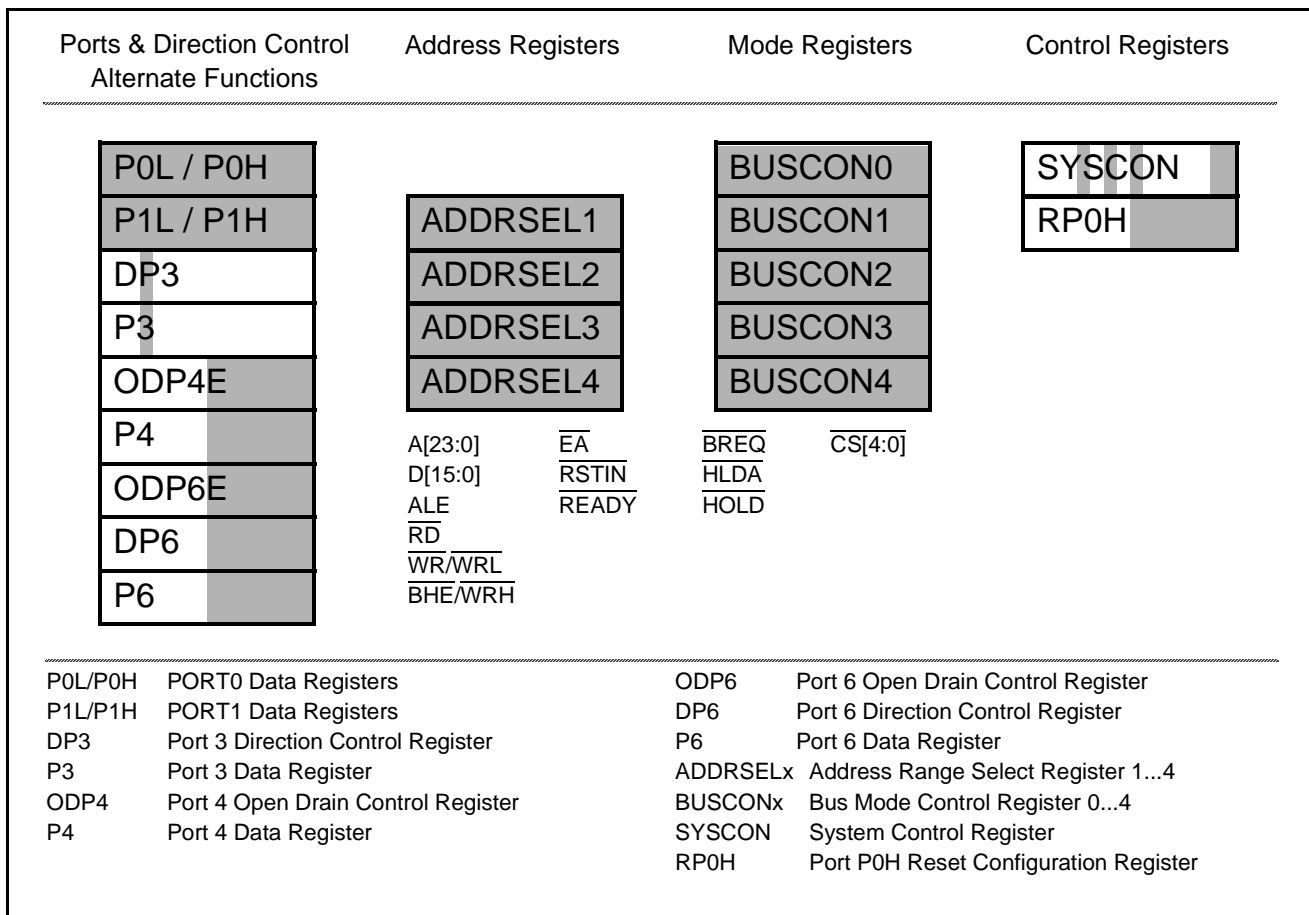 Ports & Direction Control
Alternate Functions
Address Registers
Mode Registers
Control Registers
P0L / P0H
P1L / P1H
DP3
P3
ODP4E
P4
ODP6E
DP6
P6
ADDRSEL1
ADDRSEL2
ADDRSEL3
ADDRSEL4
BUSCON0
BUSCON1
BUSCON2
BUSCON3
BUSCON4
SYSCON
RP0H
A[23:0]
D[15:0]
ALE
RD
WR/WRL
BHE/WRH
EA
RSTIN
READY
BREQ
HLDA
HOLD
CS[4:0]
P0L/P0H PORT0 Data Registers
P1L/P1H PORT1 Data Registers
DP3 Port 3 Direction Control Register
P3 Port 3 Data Register
ODP4 Port 4 Open Drain Control Register
P4 Port 4 Data Register
ODP6 Port 6 Open Drain Control Register
DP6 Port 6 Direction Control Register
P6 Port 6 Data Register
ADDRSELx Address Range Select Register 1...4
BUSCONx Bus Mode Control Register 0...4
SYSCON System Control Register
RP0H Port P0H Reset Configuration Register